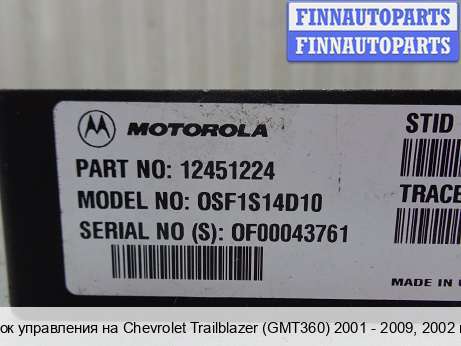 FINNAUTOPARTS
FINNAUTOPARTS
MOTOROLA
STID
PART NO: 12451224
MODEL NO: OSF1S14D10
TRACE
SERIAL NO (S): OF00043761
MADE IN
ок управления на Chevrolet Trailblazer (GMT360) 2001 - 2009, 2002